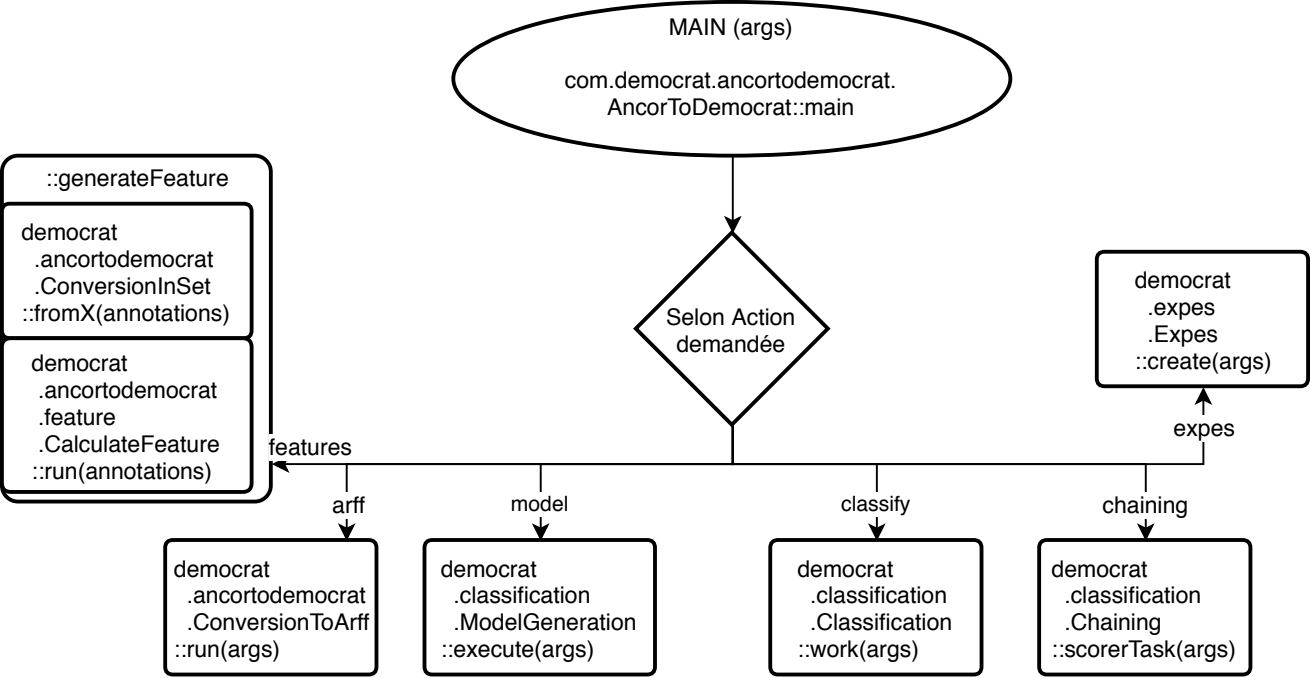 MAIN (args)
com.democrat.ancortodemocrat.
AncorToDemocrat::main
::generateFeature
democrat
.ancortodemocrat
.ConversionInSet
::fromX(annotations)
democrat
.ancortodemocrat
.feature
.CalculateFeature
::run(annotations)
Selon Action
demandée
democrat
.expes
.Expes
::create(args)
expes
features
arff
model
classify
chaining
democrat
.ancortodemocrat
.ConversionToArff
::run(args)
democrat
.classification
.ModelGeneration
::execute(args)
democrat
.classification
.Classification
::work(args)
democrat
.classification
.Chaining
::scorerTask(args)